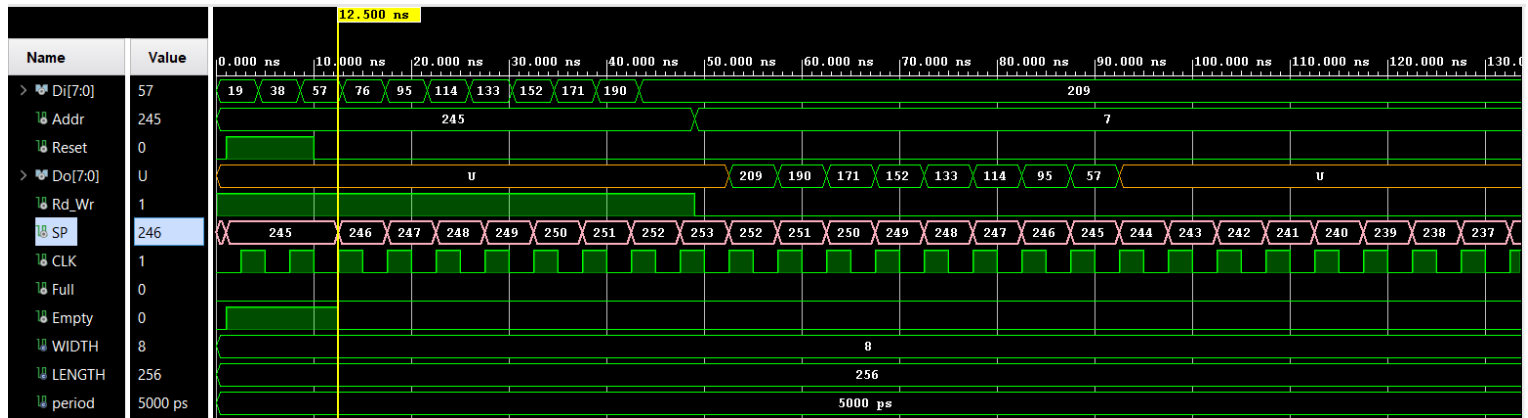 12.500 ns
Name Value 0.000 ns 10.000 ns 20.000 ns 30.000 ns 40.000 ns 50.000 ns 60.000 ns 70.000 ns 80.000 ns 90.000 ns 100.000 ns 110.000 ns 120.000 ns 130.0
Di[7:0] 57 19 38 57 76 95 114 133 152 171 190 209
Addr 245 245 7
Reset 0
Do[7:0] U U 209 190 171 152 133 114 95 57 U
Rd_Wr 1
SP 246 245 246 247 248 249 250 251 252 253 252 251 250 249 248 247 246 245 244 243 242 241 240 239 238 237
CLK 1
Full 0
Empty 0
WIDTH 8 8
LENGTH 256 256
period 5000 ps 5000 ps